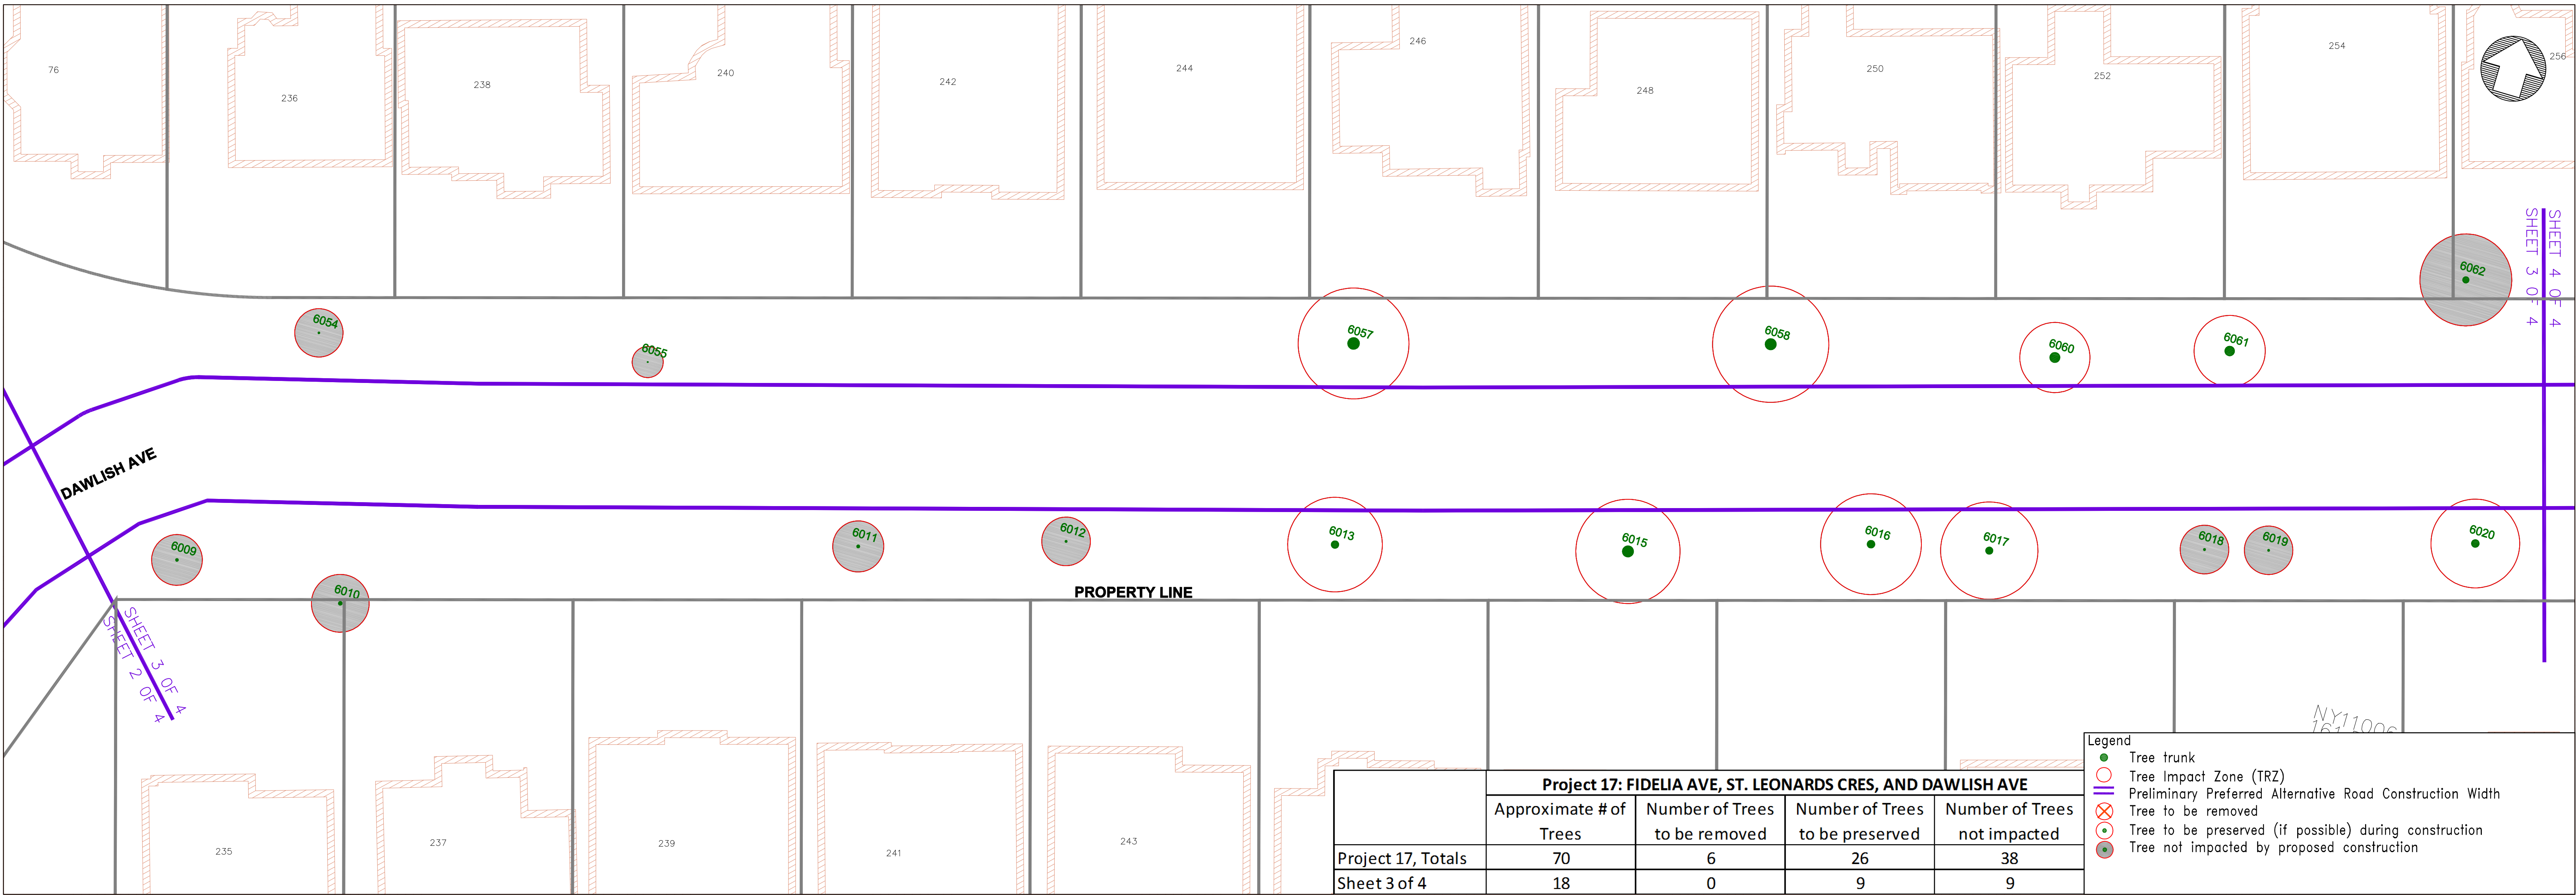 76
236
238
240
242
244
246
248
250
252
254
256
SHEET 4 OF 4
SHEET 3 OF 4
6054
6055
6057
6058
6060
6061
6062
DAWLISH AVE
6009
6010
6011
6012
6013
6015
6016
6017
6018
6019
6020
PROPERTY LINE
SHEET 3 OF 4
SHEET 2 OF 4
235
237
239
241
243
NY11006
Project 17: FIDELIA AVE, ST. LEONARDS CRES, AND DAWLISH AVE
Approximate # of Trees Number of Trees to be removed Number of Trees to be preserved Number of Trees not impacted
Project 17, Totals 70 6 26 38
Sheet 3 of 4 18 0 9 9
Legend
Tree trunk
Tree Impact Zone (TRZ)
Preliminary Preferred Alternative Road Construction Width
Tree to be removed
Tree to be preserved (if possible) during construction
Tree not impacted by proposed construction